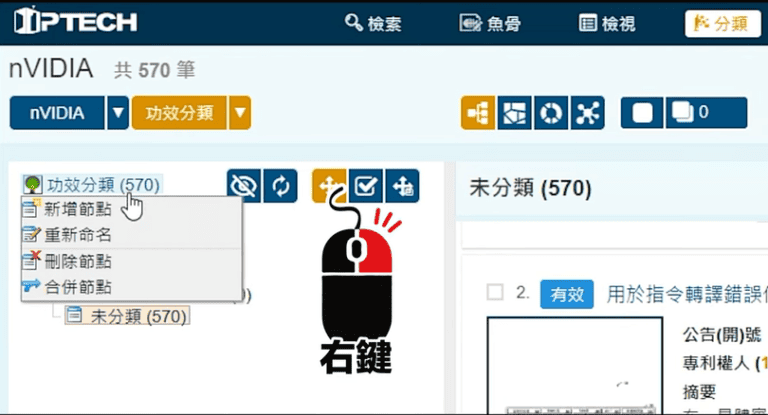 IPTECH
檢索
魚骨
檢視
分類
nVIDIA 共 570 筆
nVIDIA
功效分類
0
功效分類 (570)
新增節點
重新命名
刪除節點
合併節點
未分類 (570)
右鍵
未分類 (570)
2. 有效 用於指令轉譯錯誤
公告(開)號
專利權人 (1
摘要